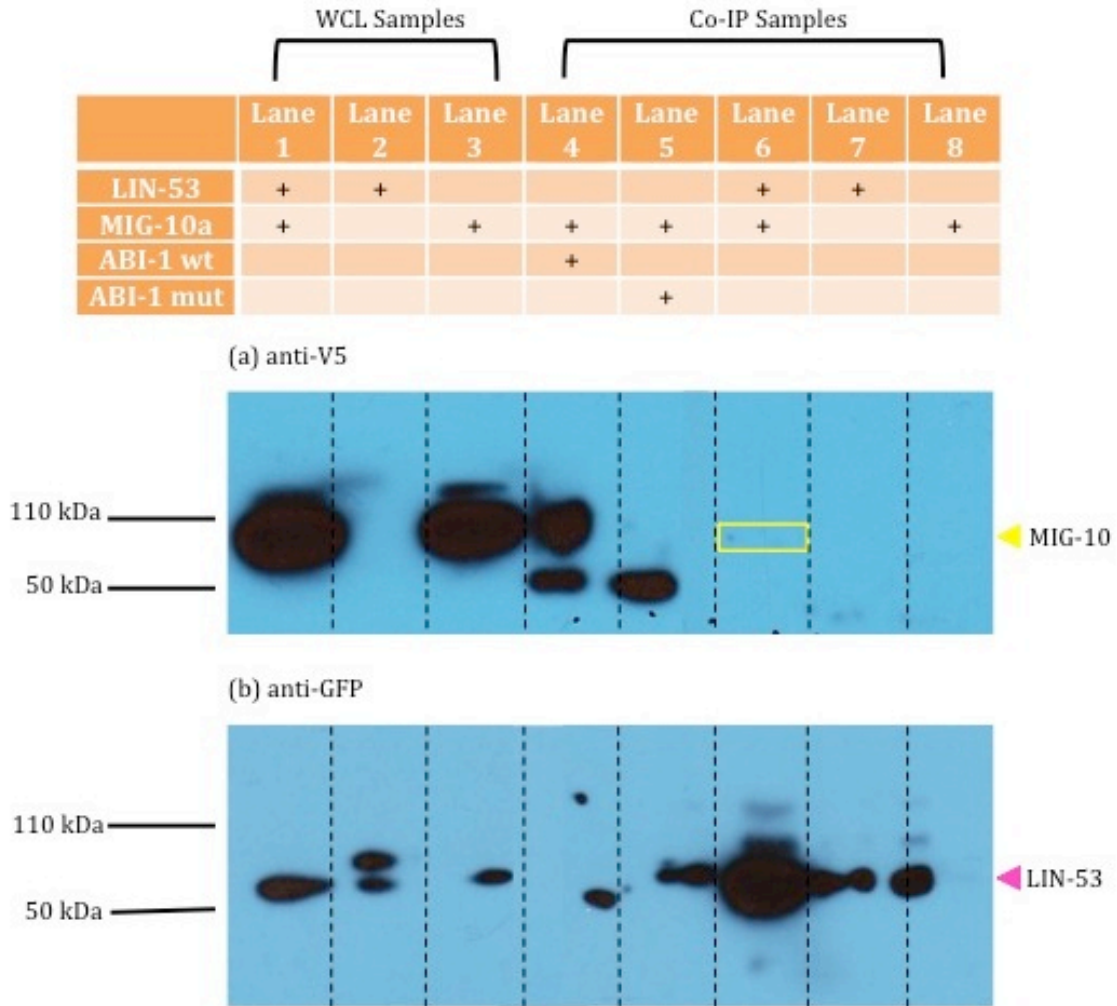 WCL Samples Co-IP Samples
Lane 1 Lane 2 Lane 3 Lane 4 Lane 5 Lane 6 Lane 7 Lane 8
LIN-53 + + + +
MIG-10a + + + + + +
ABI-1 wt +
ABI-1 mut +
(a) anti-V5
110 kDa
MIG-10
50 kDa
(b) anti-GFP
110 kDa
LIN-53
50 kDa